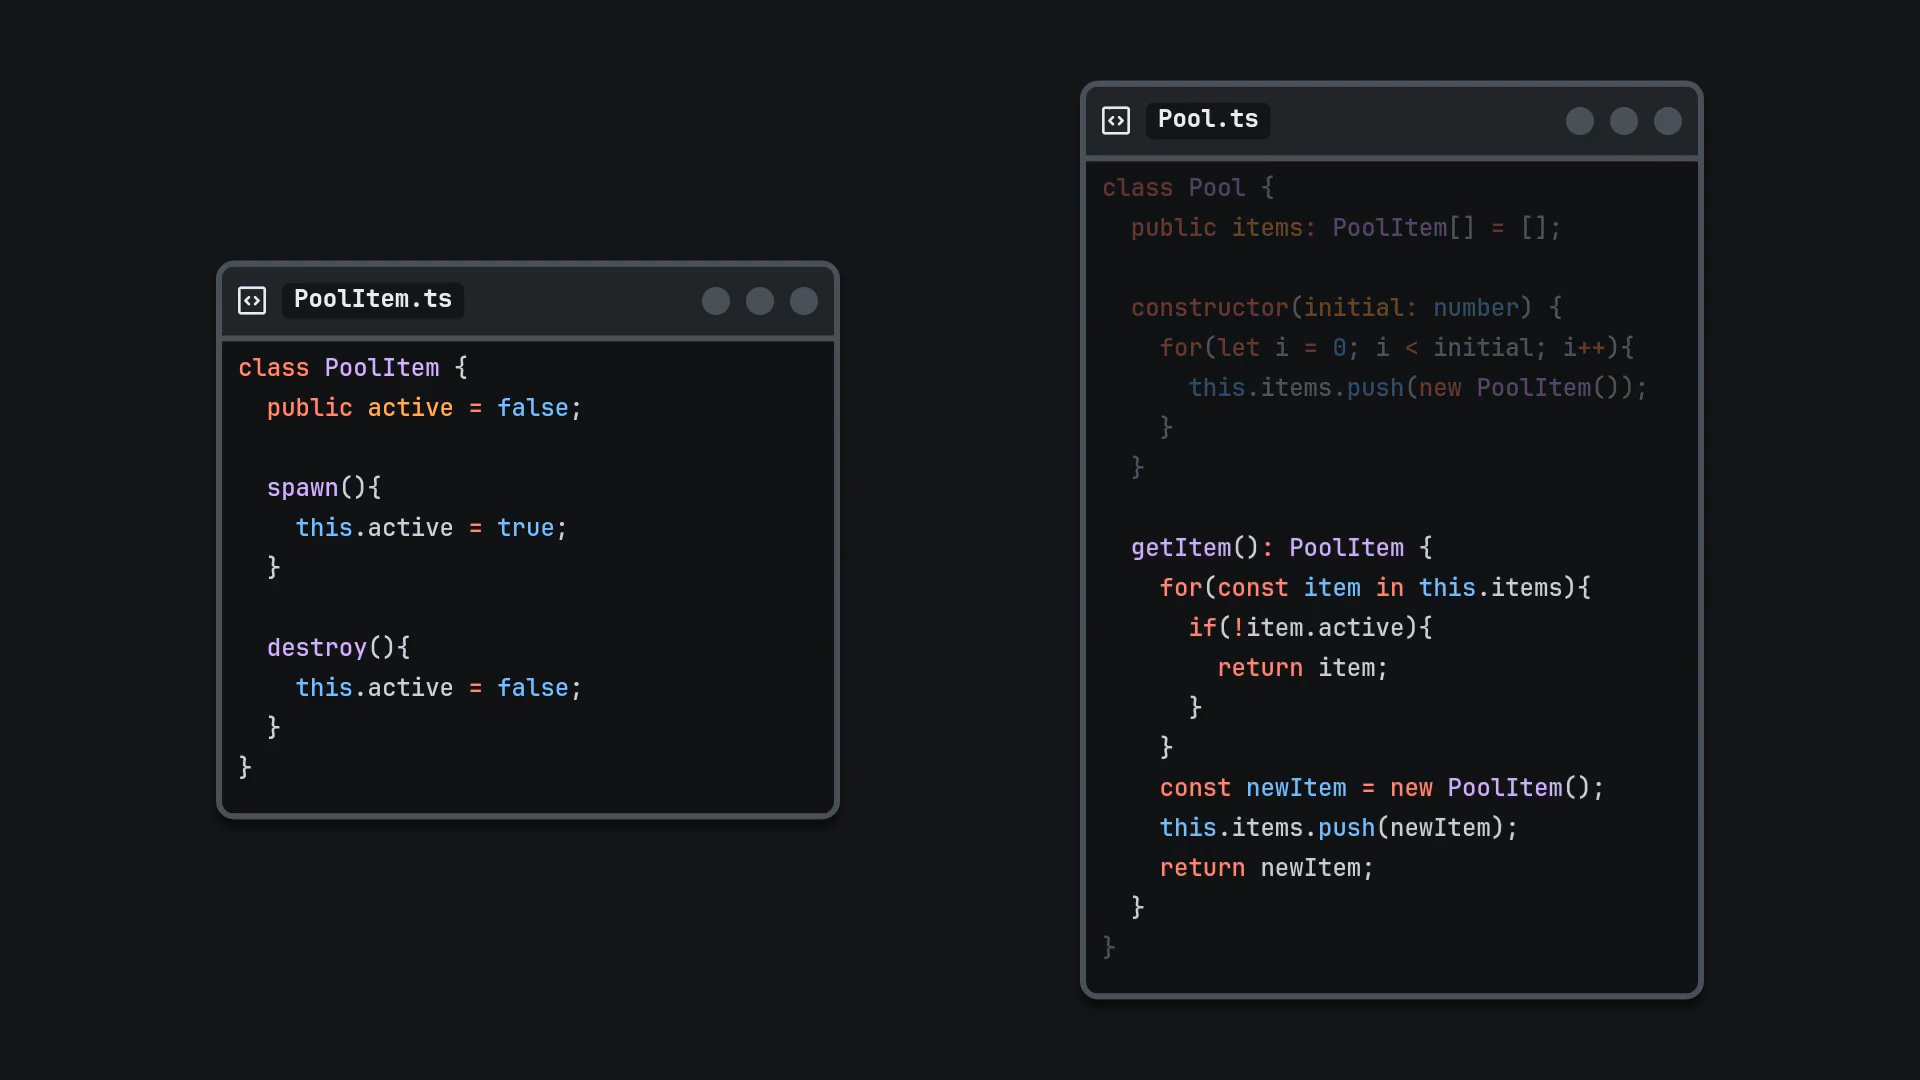 PoolItem.ts
class PoolItem {
  public active = false;

  spawn(){
    this.active = true;
  }

  destroy(){
    this.active = false;
  }
}
Pool.ts
class Pool {
  public items: PoolItem[] = [];

  constructor(initial: number) {
    for(let i = 0; i < initial; i++){
      this.items.push(new PoolItem());
    }
  }

  getItem(): PoolItem {
    for(const item in this.items){
      if(!item.active){
        return item;
      }
    }
    const newItem = new PoolItem();
    this.items.push(newItem);
    return newItem;
  }
}